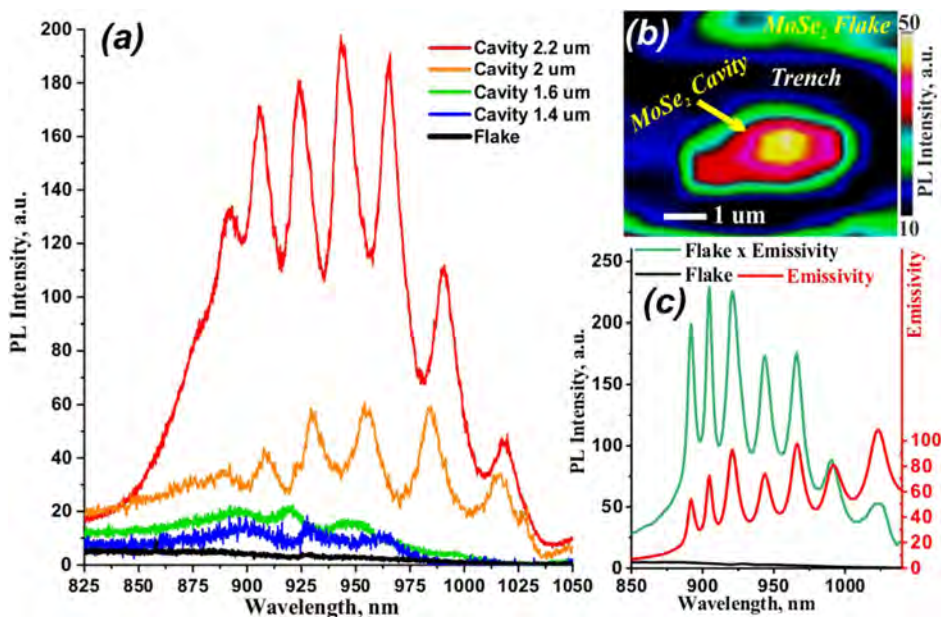 (a)
PL Intensity, a.u.
200
180
160
140
120
100
80
60
40
20
0
825 850 875 900 925 950 975 1000 1025 1050
Wavelength, nm
Cavity 2.2 um
Cavity 2 um
Cavity 1.6 um
Cavity 1.4 um
Flake
(b)
MoSe₂ Flake
Trench
MoSe₂ Cavity
1 um
50
PL Intensity, a.u.
10
Flake x Emissivity
Flake Emissivity
(c)
PL Intensity, a.u.
250
200
150
100
50
0
850 900 950 1000
Wavelength, nm
Emissivity
100
80
60
40
20
0